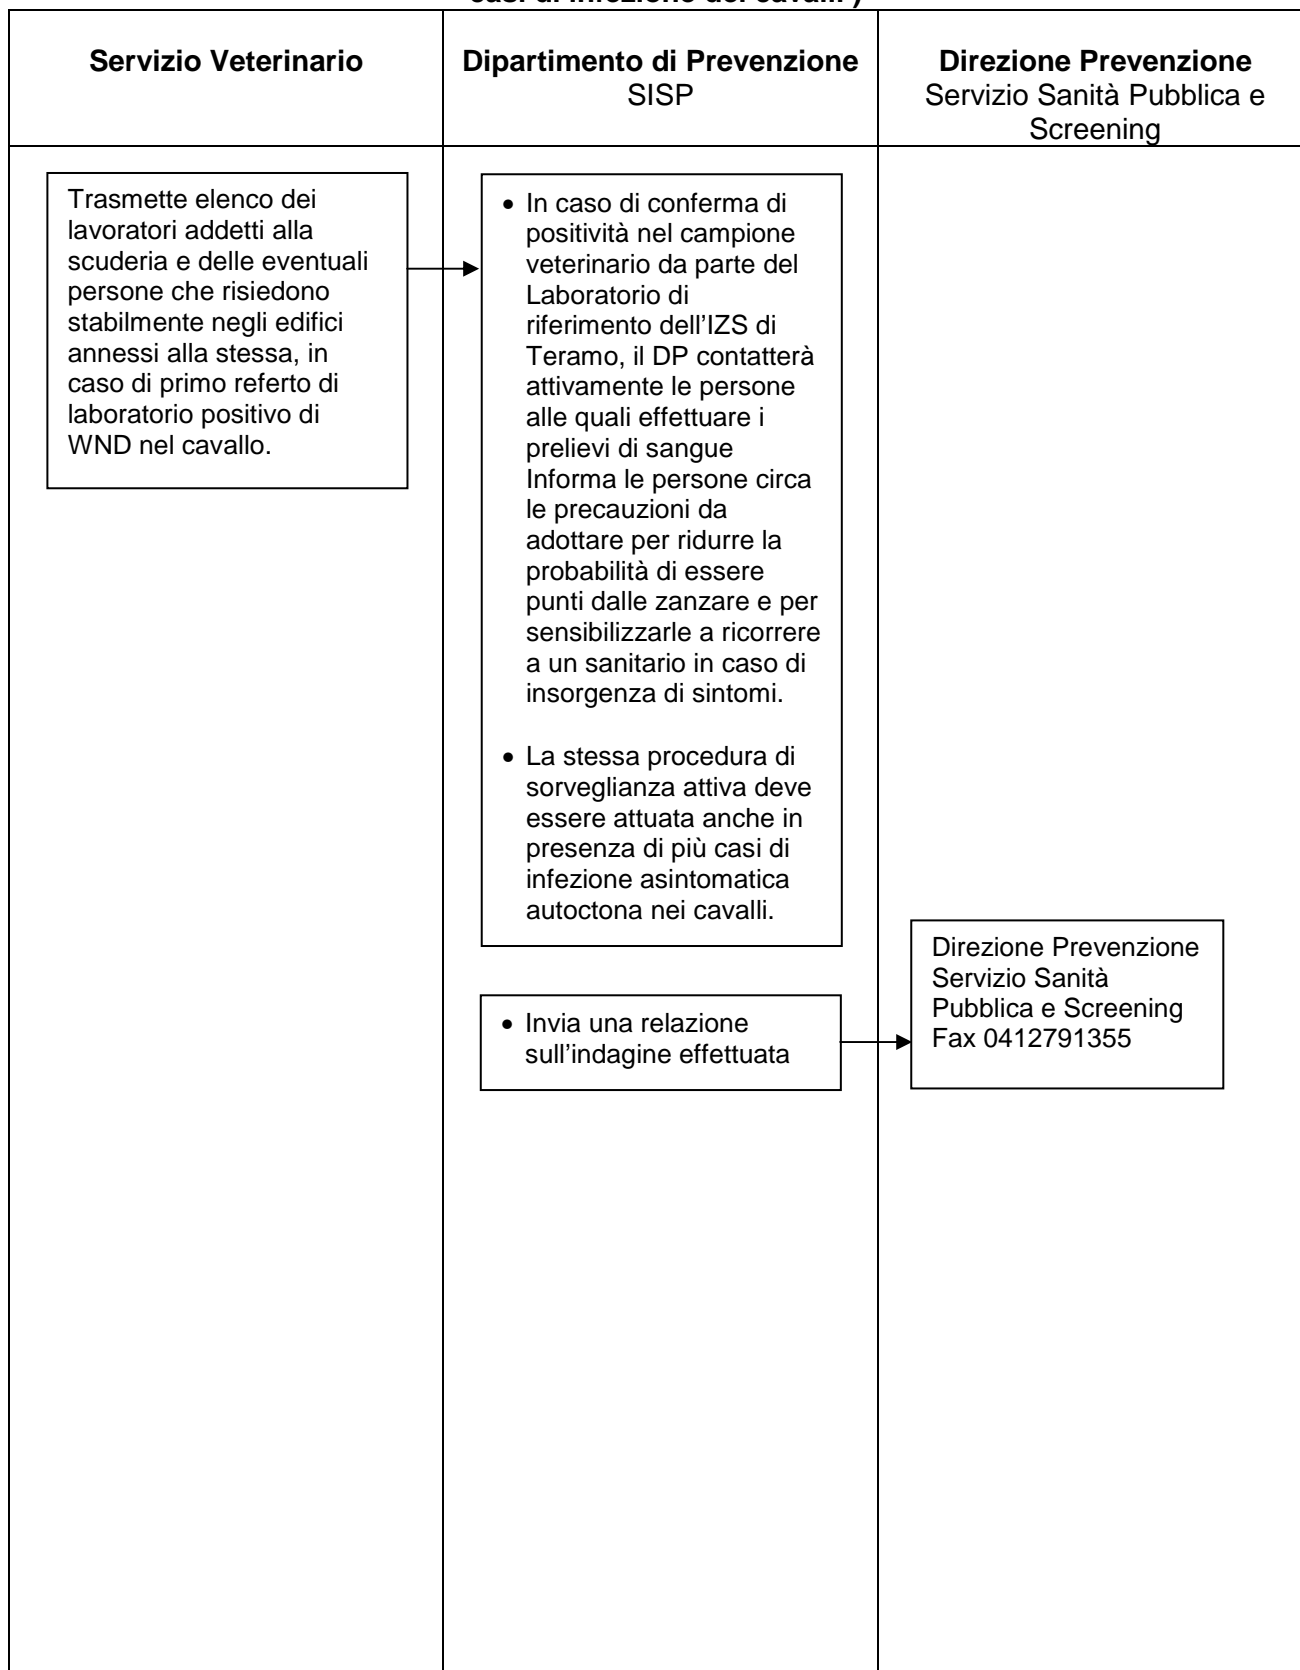 Servizio Veterinario
Dipartimento di Prevenzione
SISP
Direzione Prevenzione
Servizio Sanità Pubblica e
Screening
Trasmette elenco dei
lavoratori addetti alla
scuderia e delle eventuali
persone che risiedono
stabilmente negli edifici
annessi alla stessa, in
caso di primo referto di
laboratorio positivo di
WND nel cavallo.
• In caso di conferma di
positività nel campione
veterinario da parte del
Laboratorio di
riferimento dell'IZS di
Teramo, il DP contatterà
attivamente le persone
alle quali effettuare i
prelievi di sangue
Informa le persone circa
le precauzioni da
adottare per ridurre la
probabilità di essere
punti dalle zanzare e per
sensibilizzarle a ricorrere
a un sanitario in caso di
insorgenza di sintomi.
• La stessa procedura di
sorveglianza attiva deve
essere attuata anche in
presenza di più casi di
infezione asintomatica
autoctona nei cavalli.
• Invia una relazione
sull'indagine effettuata
Direzione Prevenzione
Servizio Sanità
Pubblica e Screening
Fax 0412791355